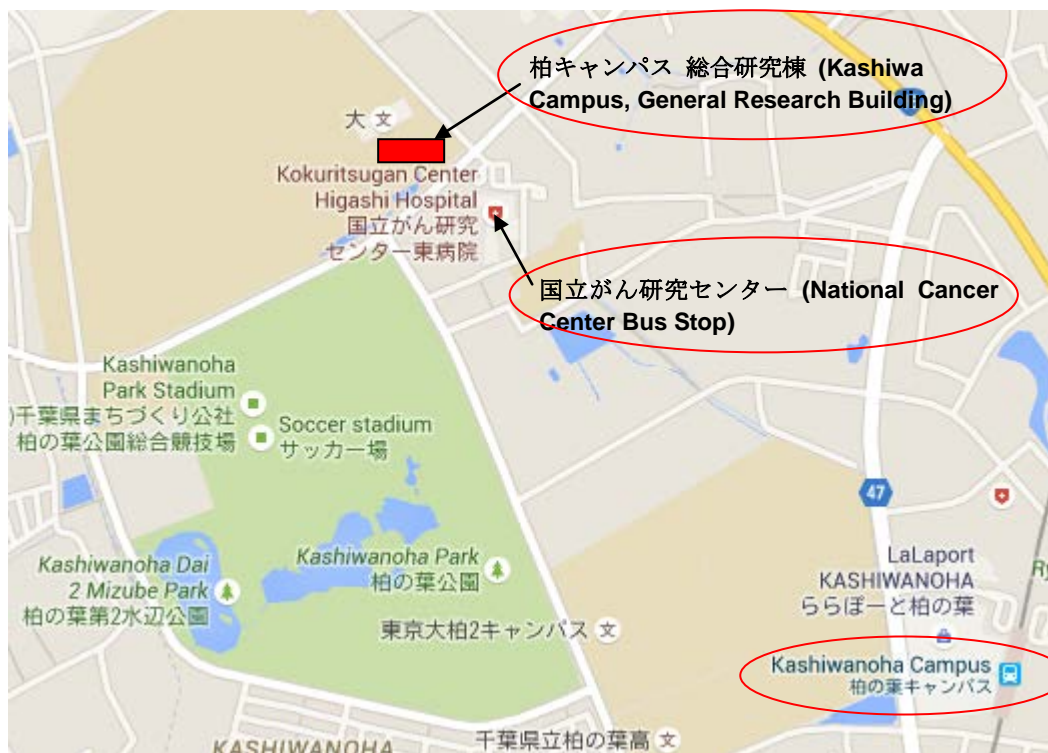 柏キャンパス 総合研究棟 (Kashiwa
Campus, General Research Building)
大
文
Kokuritsugan Center
Higashi Hospital
国立がん研究
センター東病院
国立がん研究センター (National Cancer
Center Bus Stop)
Kashiwanoha
Park Stadium
)千葉県まちづくり公社
柏の葉公園総合競技場
Soccer stadium
サッカー場
47
Kashiwanoha Park
柏の葉公園
Kashiwanoha Dai
2 Mizube Park
柏の葉第2水辺公園
LaLaport
KASHIWANOHA
ららぽーと柏の葉
Ry
東京大柏2キャンパス 文
Kashiwanoha Campus
柏の葉キャンパス
千葉県立柏の葉高 文
KASHIWANOHA